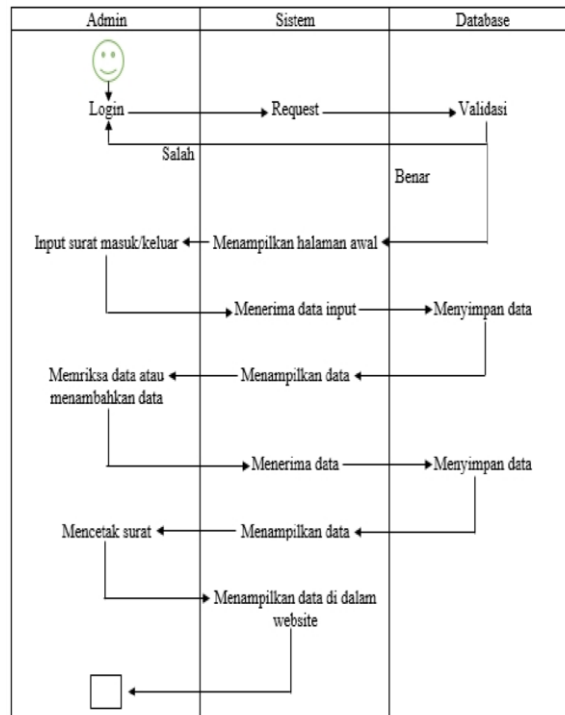 Admin
Sistem
Database
Login
Request
Validasi
Salah
Benar
Input surat masuk/keluar
Menampilkan halaman awal
Menerima data input
Menyimpan data
Memriksa data atau
menambahkan data
Menampilkan data
Menerima data
Menyimpan data
Mencetak surat
Menampilkan data
Menampilkan data di dalam
website